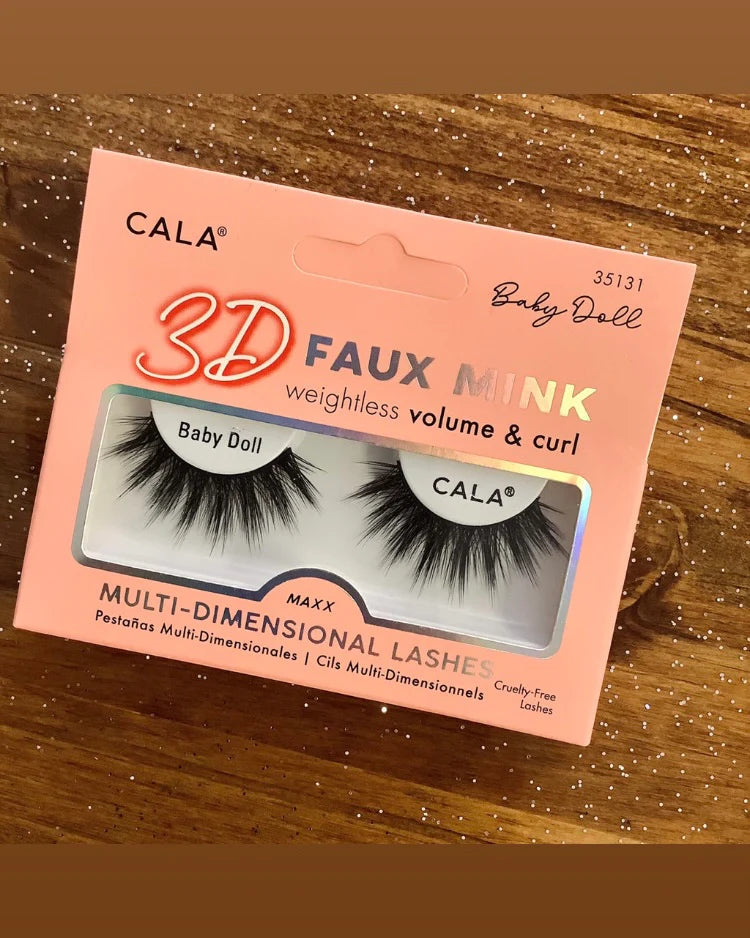 CALA®
35131
Baby Doll
3D FAUX MINK
weightless volume & curl
Baby Doll
CALA®
MAXX
MULTI-DIMENSIONAL LASHES
Pestañas Multi-Dimensionales | Cils Multi-Dimensionnels
Cruelty-Free
Lashes